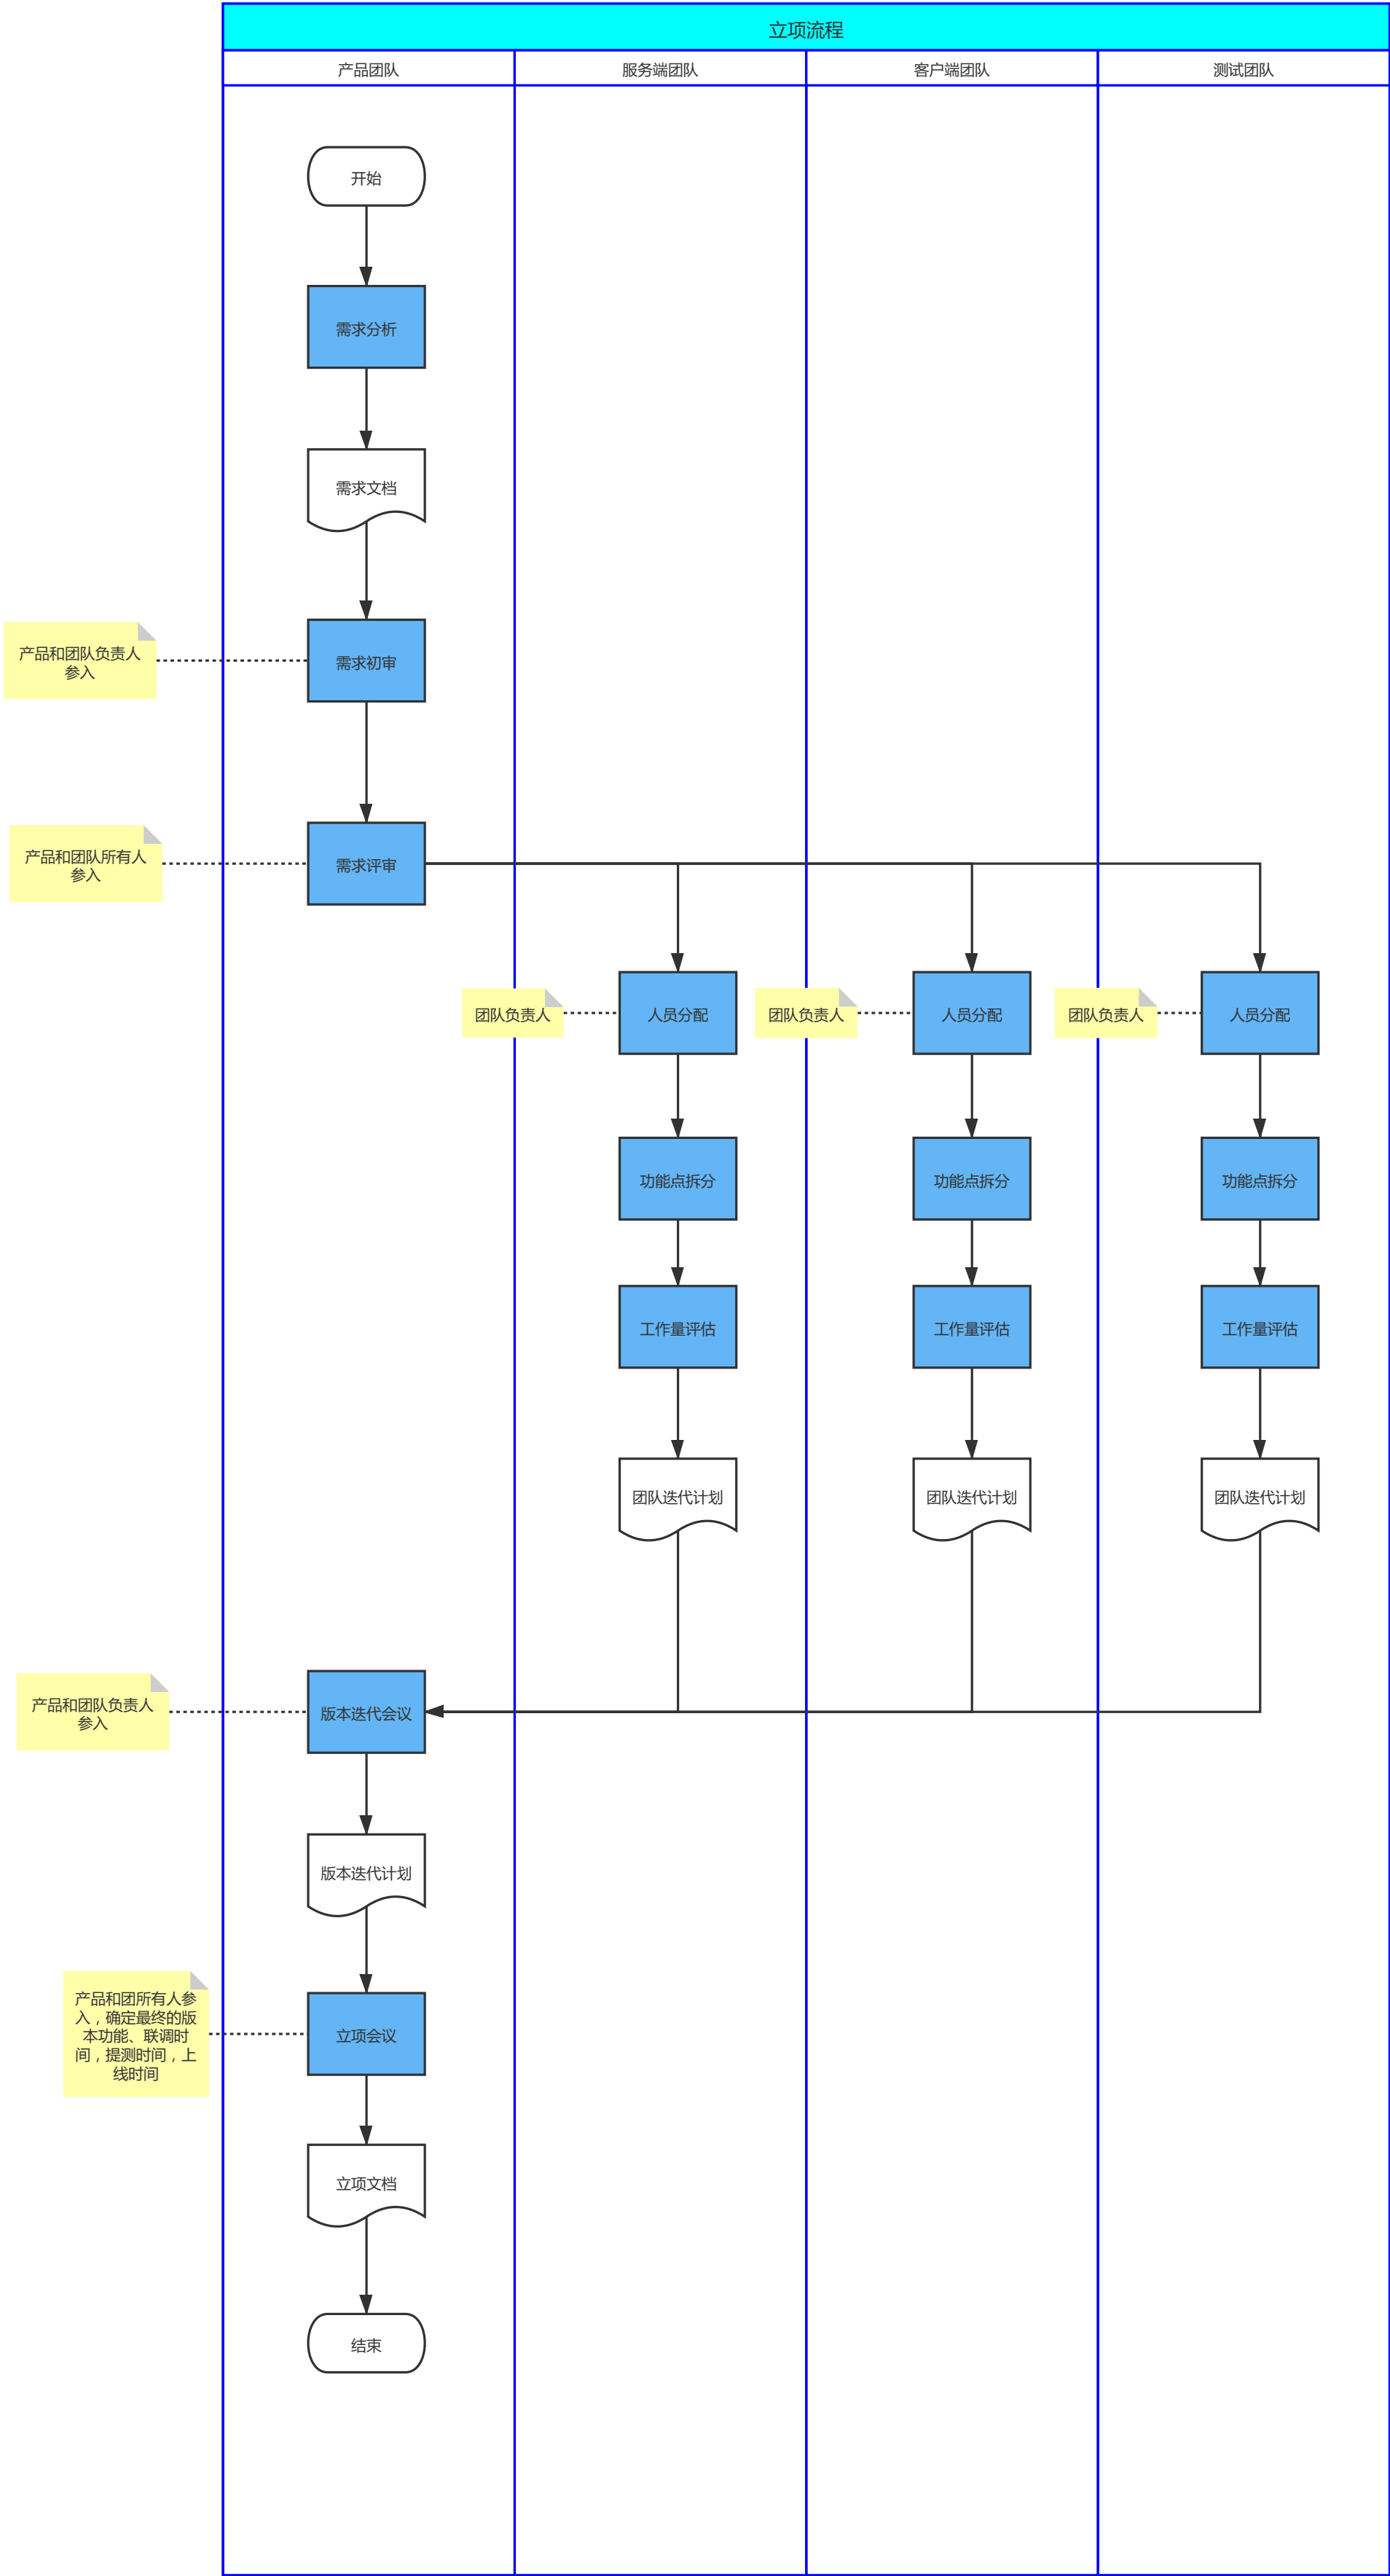 立项流程
产品团队
服务端团队
客户端团队
测试团队
开始
需求分析
需求文档
产品和团队负责人
参入
需求初审
产品和团队所有人
参入
需求评审
团队负责人
人员分配
团队负责人
人员分配
团队负责人
人员分配
功能点拆分
功能点拆分
功能点拆分
工作量评估
工作量评估
工作量评估
团队迭代计划
团队迭代计划
团队迭代计划
产品和团队负责人
参入
版本迭代会议
版本迭代计划
产品和团所有人参
入，确定最终的版
本功能、联调时
间，提测时间，上
线时间
立项会议
立项文档
结束